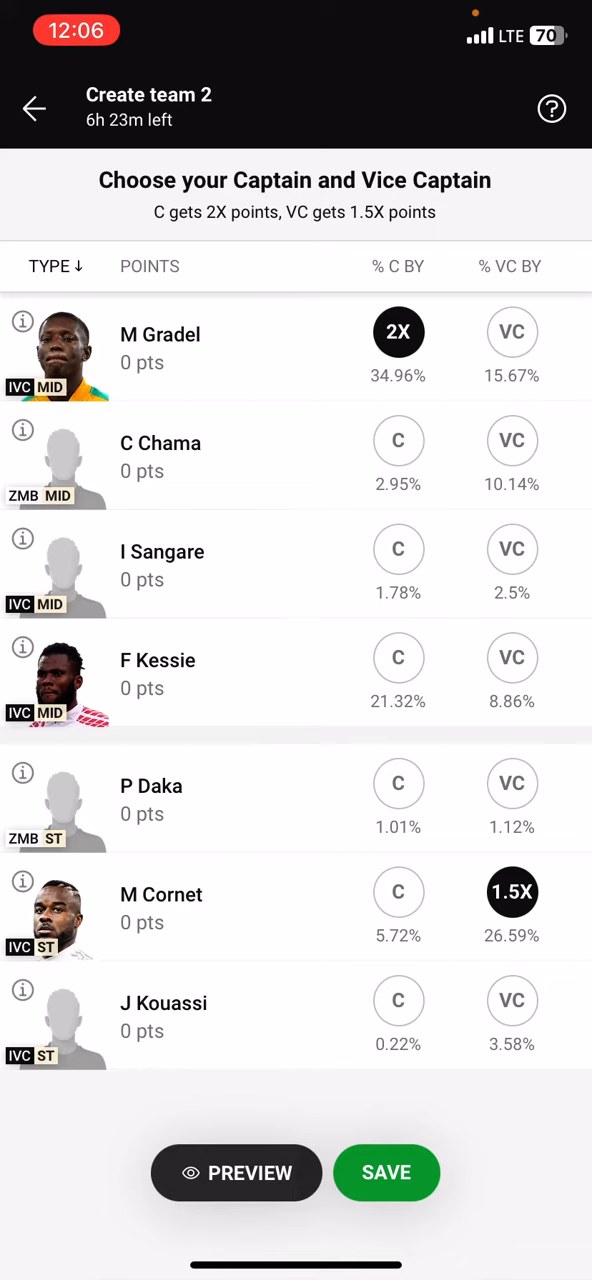 12:06
LTE 70
Create team 2
6h 23m left
?
Choose your Captain and Vice Captain
C gets 2X points, VC gets 1.5X points
TYPE ↓ POINTS % C BY % VC BY
M Gradel
0 pts
IVC MID
2X
34.96%
VC
15.67%
C Chama
0 pts
ZMB MID
C
2.95%
VC
10.14%
I Sangare
0 pts
IVC MID
C
1.78%
VC
2.5%
F Kessie
0 pts
IVC MID
C
21.32%
VC
8.86%
P Daka
0 pts
ZMB ST
C
1.01%
VC
1.12%
M Cornet
0 pts
IVC ST
C
5.72%
1.5X
26.59%
J Kouassi
0 pts
IVC ST
C
0.22%
VC
3.58%
PREVIEW
SAVE